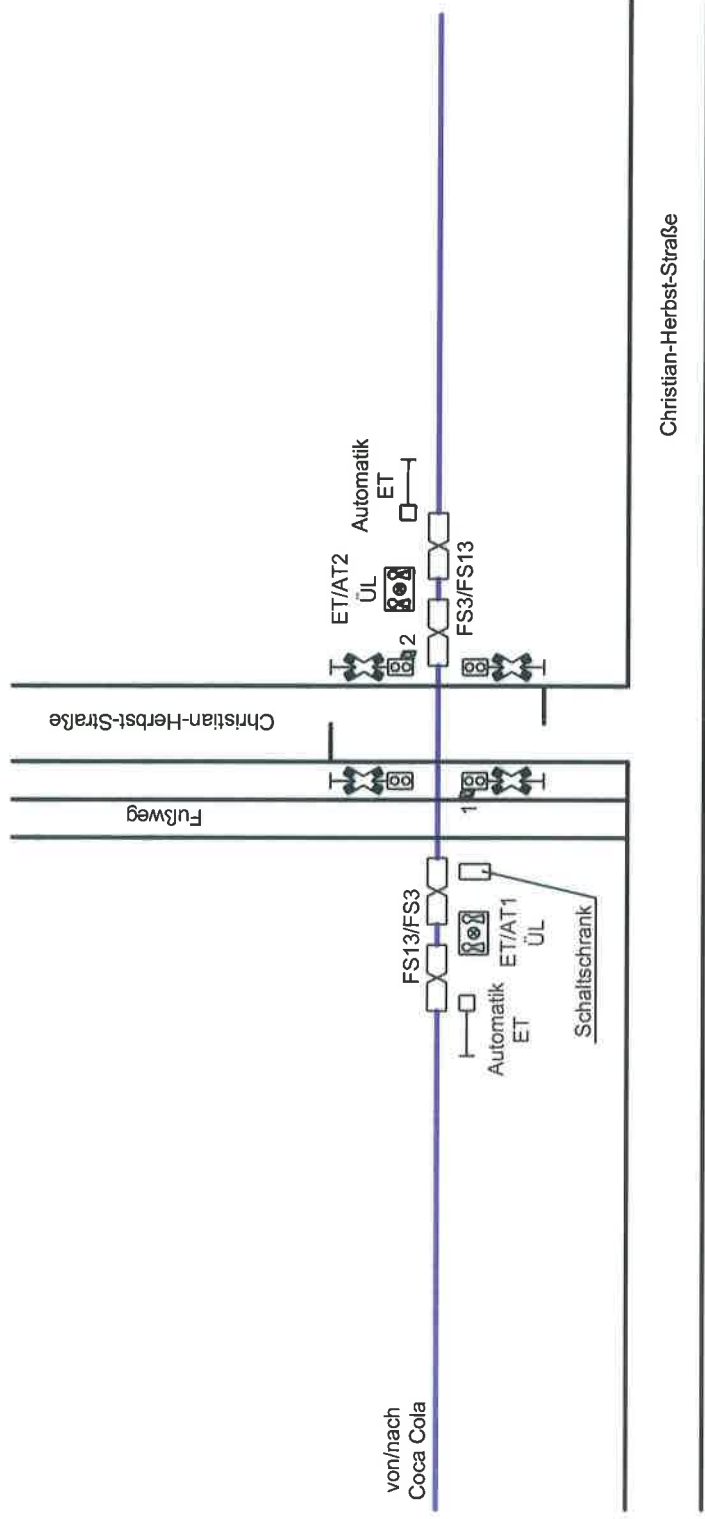 von/nach
Coca Cola
Automatik
ET
FS13/FS3
ET/AT1
ÜL
Schaltschrank
1
Fußweg
Christian-Herbst-Straße
2
ET/AT2
ÜL
FS3/FS13
Automatik
ET
Christian-Herbst-Straße